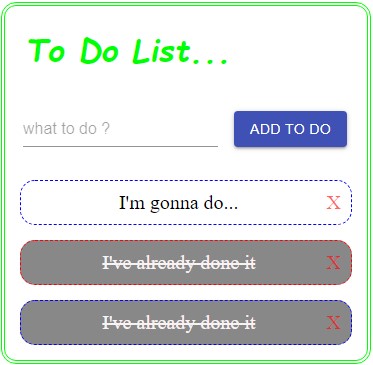 To Do List...
what to do ?
ADD TO DO
I'm gonna do...
X
I've already done it
X
I've already done it
X